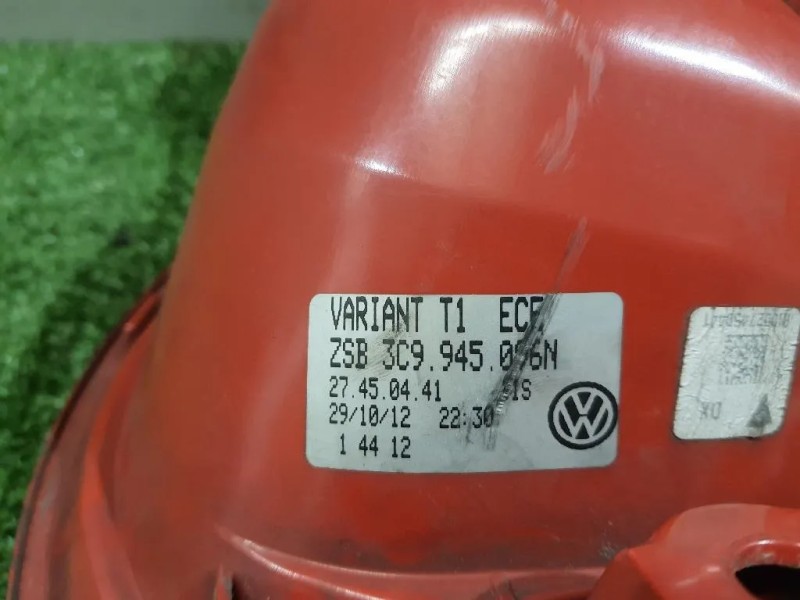 VARIANT T1 ECE
ZSB 3C9.945.096N
27.45.04.41
29/10/12 22:30
1 44 12
DX